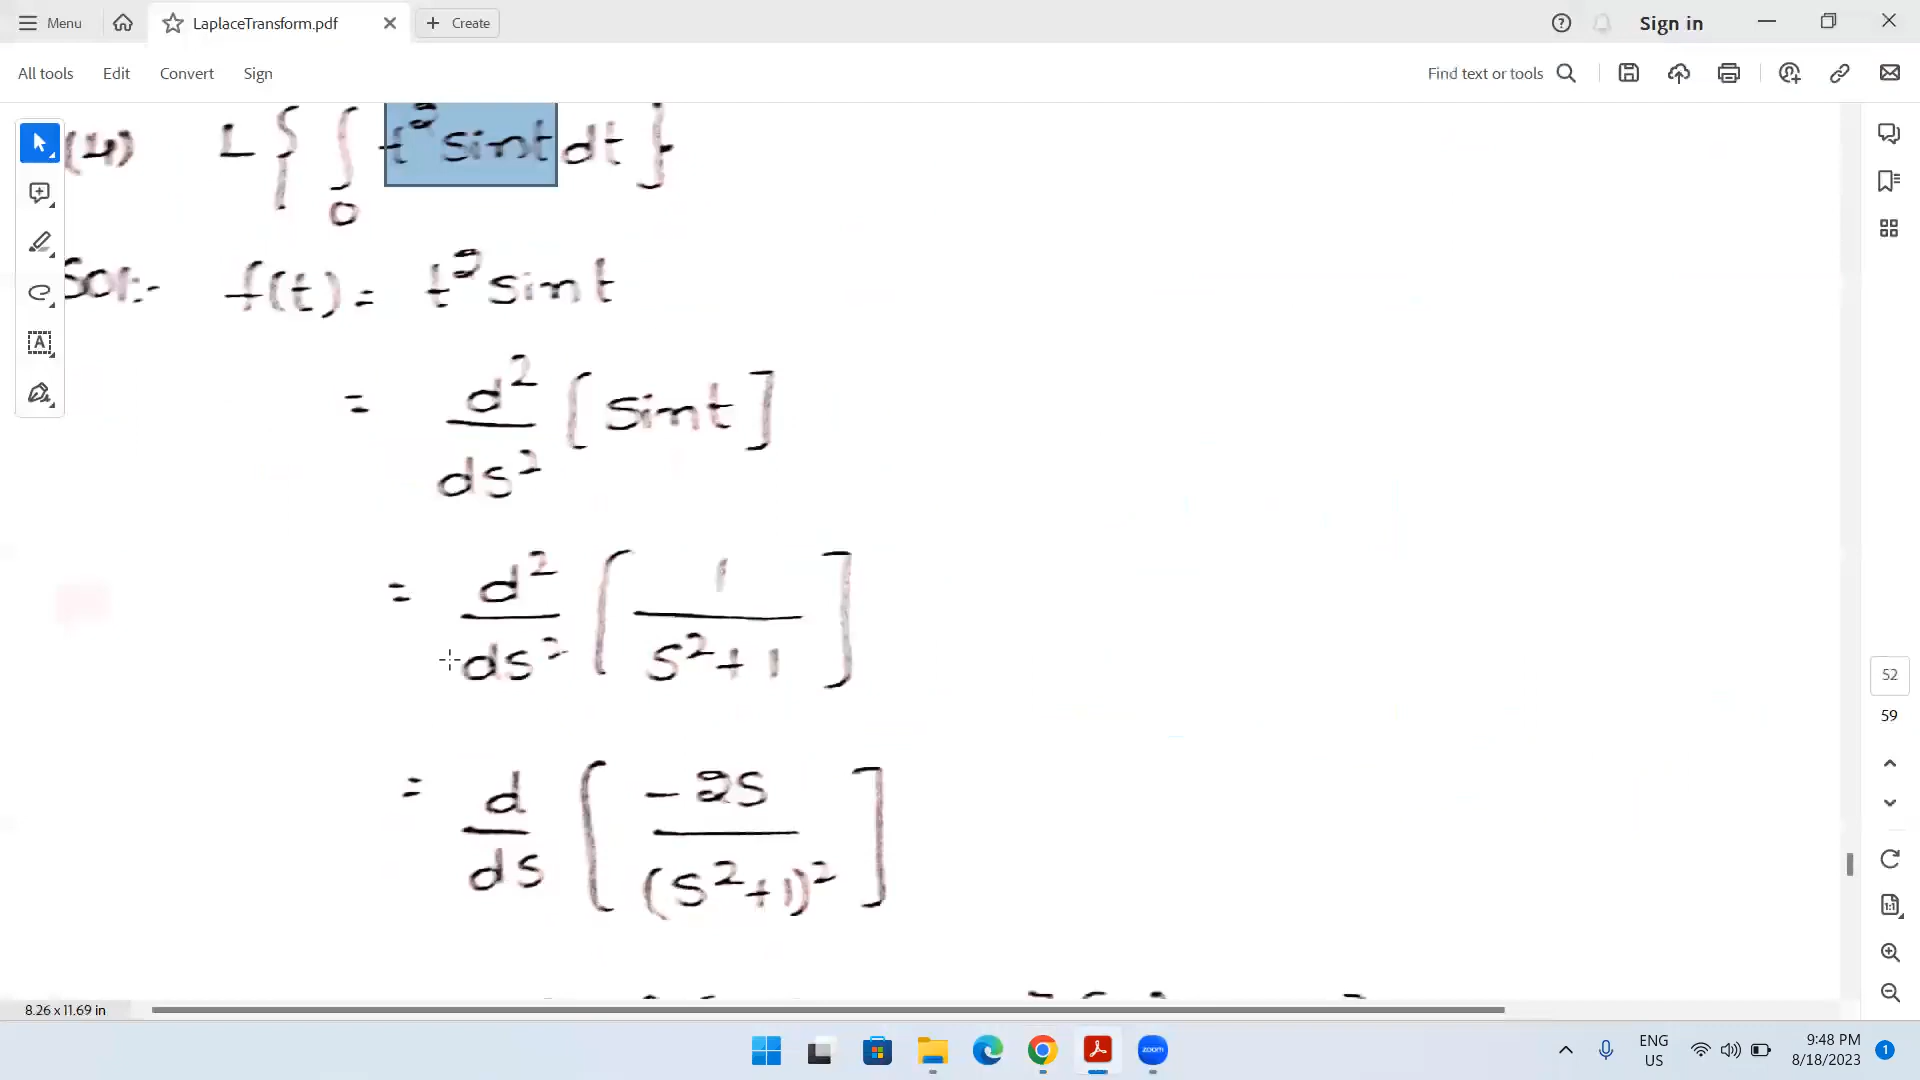 Menu LaplaceTransform.pdf Create Sign in
All tools Edit Convert Sign Find text or tools
(4) L{ ∫ t² sint dt }
0
Sol:- f(t) = t² sint
= d²/ds² [ sint ]
= d²/ds² [ 1/(s²+1) ]
= d/ds [ -2s/(s²+1)² ]
52
59
8.26 x 11.69 in
zoom
ENG
US
9:48 PM
8/18/2023
1